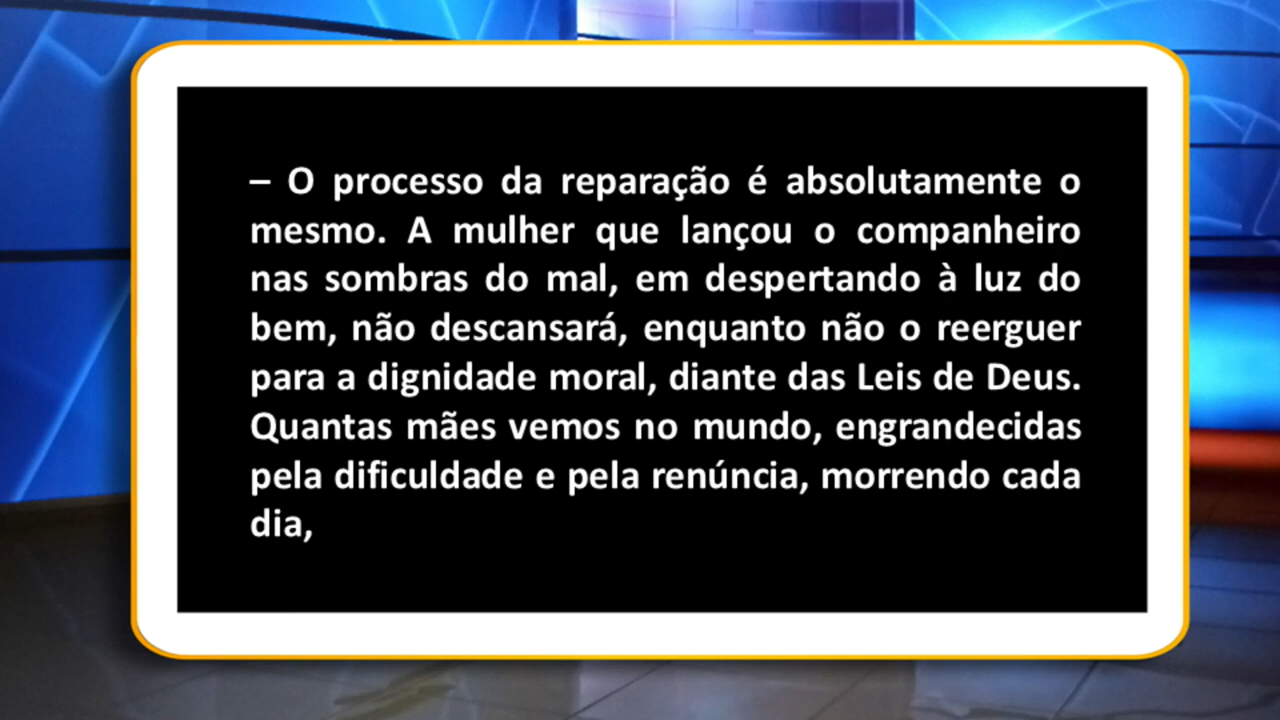 – O processo da reparação é absolutamente o
mesmo. A mulher que lançou o companheiro
nas sombras do mal, em despertando à luz do
bem, não descansará, enquanto não o reerguer
para a dignidade moral, diante das Leis de Deus.
Quantas mães vemos no mundo, engrandecidas
pela dificuldade e pela renúncia, morrendo cada
dia,